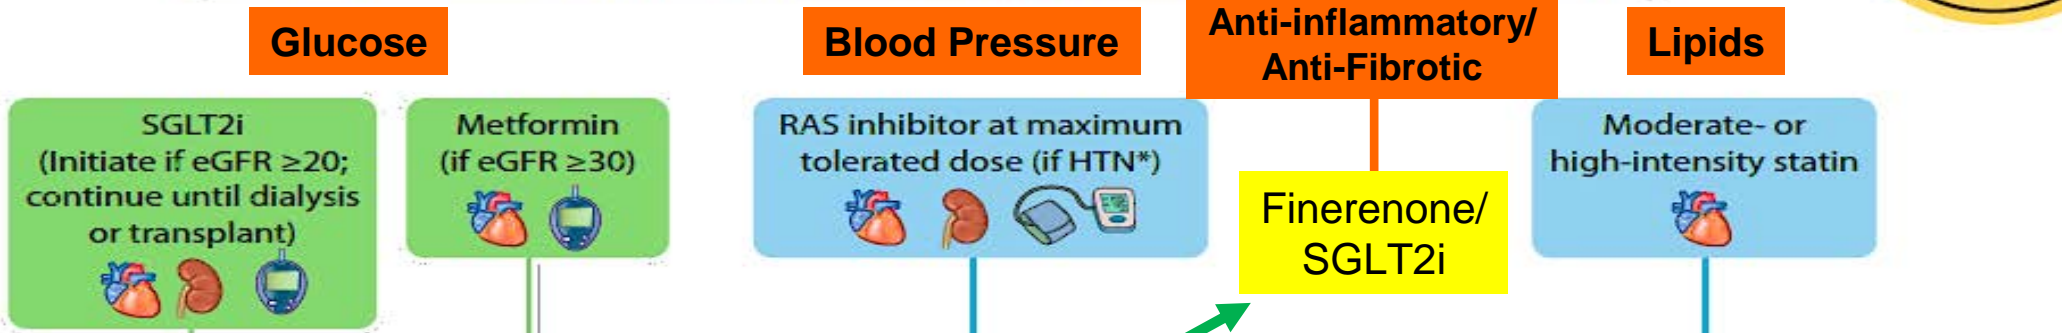 Glucose
Blood Pressure
Anti-inflammatory/
Anti-Fibrotic
Lipids
SGLT2i
(Initiate if eGFR ≥20;
continue until dialysis
or transplant)
Metformin
(if eGFR ≥30)
RAS inhibitor at maximum
tolerated dose (if HTN*)
Finerenone/
SGLT2i
Moderate- or
high-intensity statin